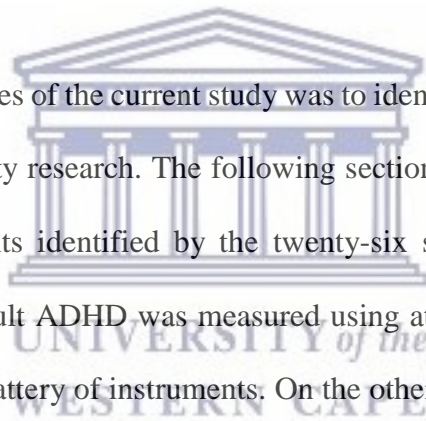 es of the current study was to iden
ty research. The following section
ts identified by the twenty-six s
ult ADHD was measured using at
UNIVERSITY of the
attery of instruments. On the other
WESTERN CAPE